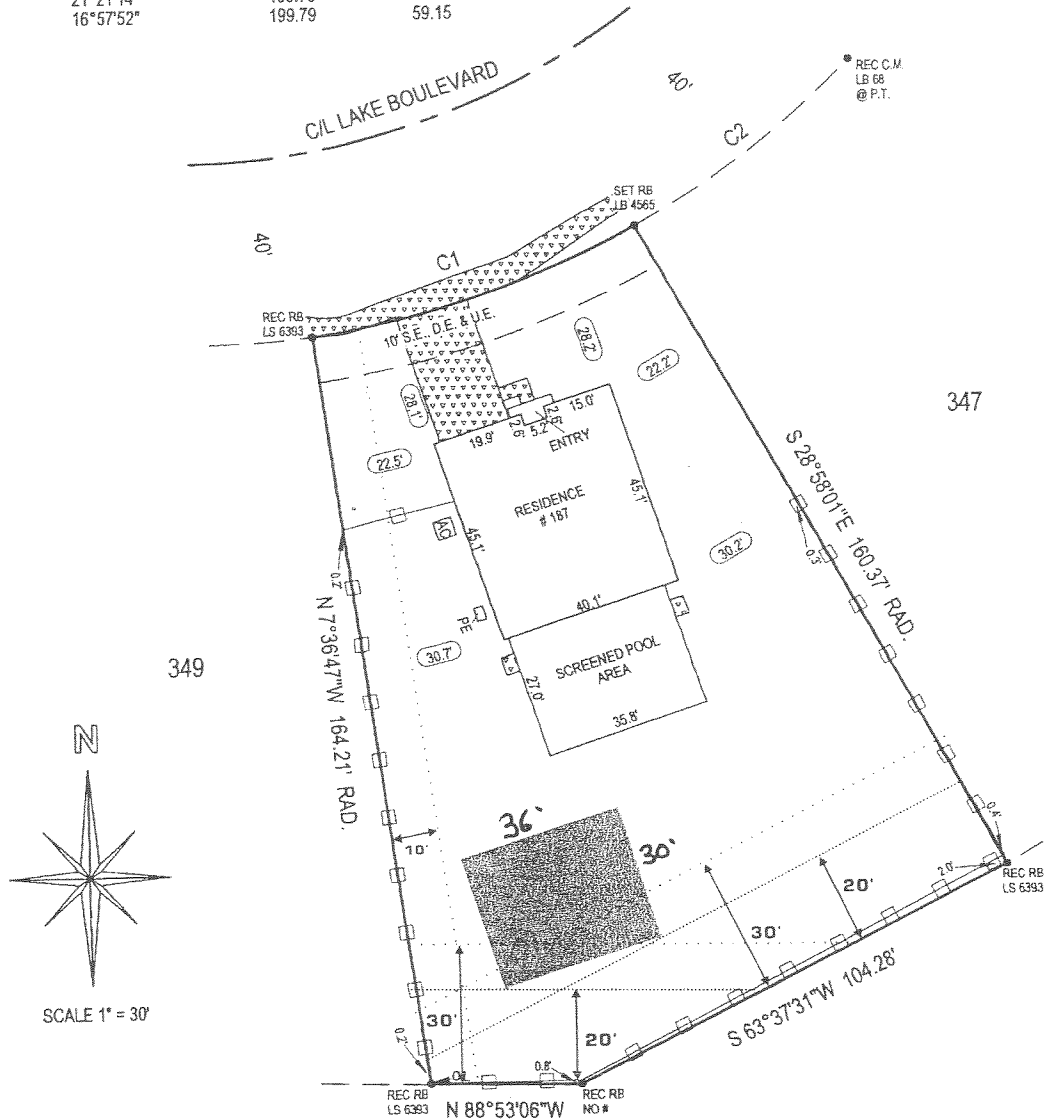 16°57'52" 199.79 59.15
C/L LAKE BOULEVARD
40'
REC C.M.
LB 68
@ P.T.
C2
SET RB
LB 4565
40'
C1
REC RB
LS 6393
10' S.E., D.E. & U.E.
28.2'
22.2'
28.1'
347
15.0'
2.6'
5.2'
2.6'
19.9'
ENTRY
22.5'
RESIDENCE
# 187
45.1'
S 28°58'01"E 160.37' RAD.
AC
45.1'
30.2'
0.3'
0.2'
N 7°36'47"W 164.21' RAD.
40.1'
PE
30.7'
SCREENED POOL
AREA
349
27.0'
35.8'
N
36'
30'
0.4'
10'
2.0'
REC RB
LS 6393
20'
30'
S 63°37'31"W 104.28'
SCALE 1" = 30'
30'
20'
0.2'
0.8'
REC RB
LS 6393
N 88°53'06"W
REC RB
NO #